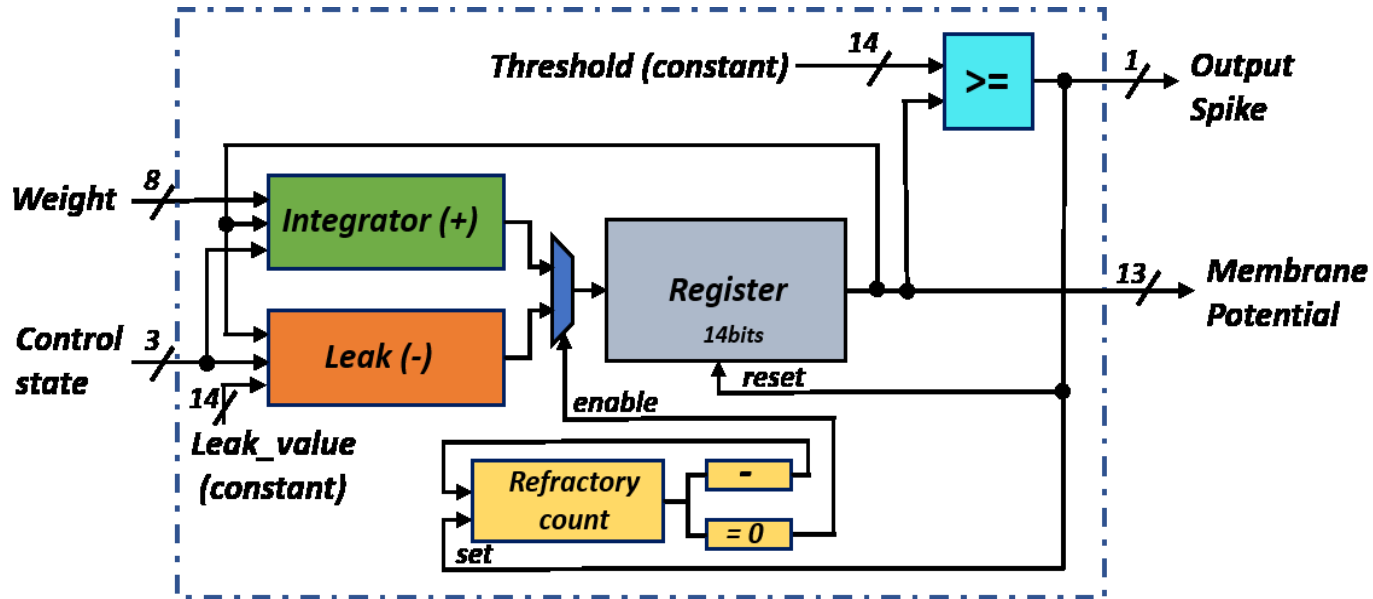 14
Threshold (constant)
>=
1
Output
Spike
Weight
8
Integrator (+)
Register
14bits
13
Membrane
Potential
Control
state
3
Leak (-)
14
Leak_value
(constant)
reset
enable
Refractory
count
-
= 0
set